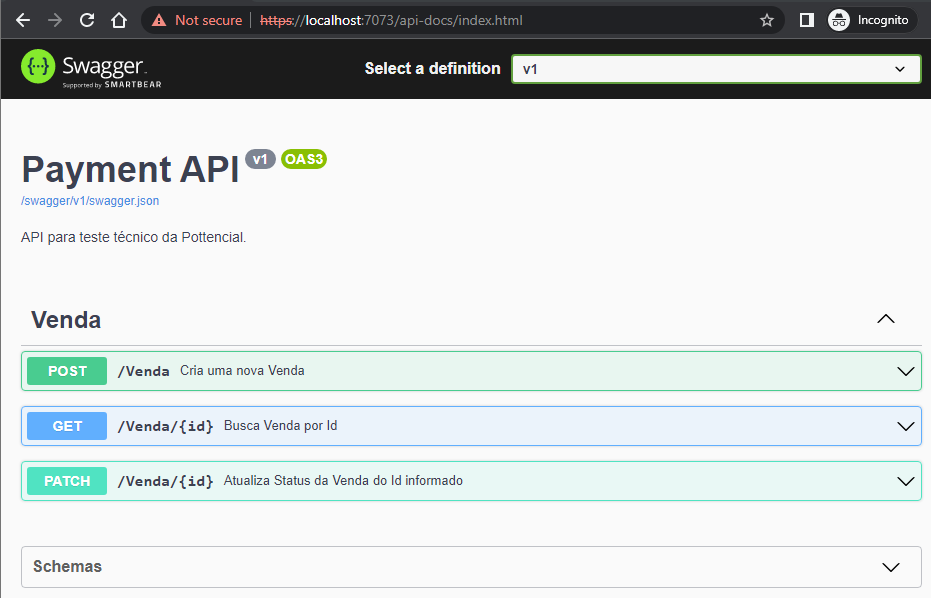 Not secure https://localhost:7073/api-docs/index.html Incognito
Swagger
Supported by SMARTBEAR
Select a definition v1
Payment API v1 OAS3
/swagger/v1/swagger.json
API para teste técnico da Pottencial.
Venda
POST /Venda Cria uma nova Venda
GET /Venda/{id} Busca Venda por Id
PATCH /Venda/{id} Atualiza Status da Venda do Id informado
Schemas